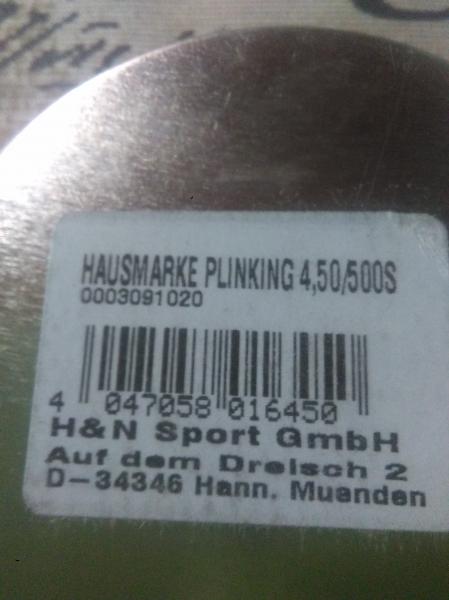 HAUSMARKE PLINKING 4,50/500S
0003091020
4 047058 016450
H&N Sport GmbH
Auf dem Dreisch 2
D-34346 Hann. Muenden